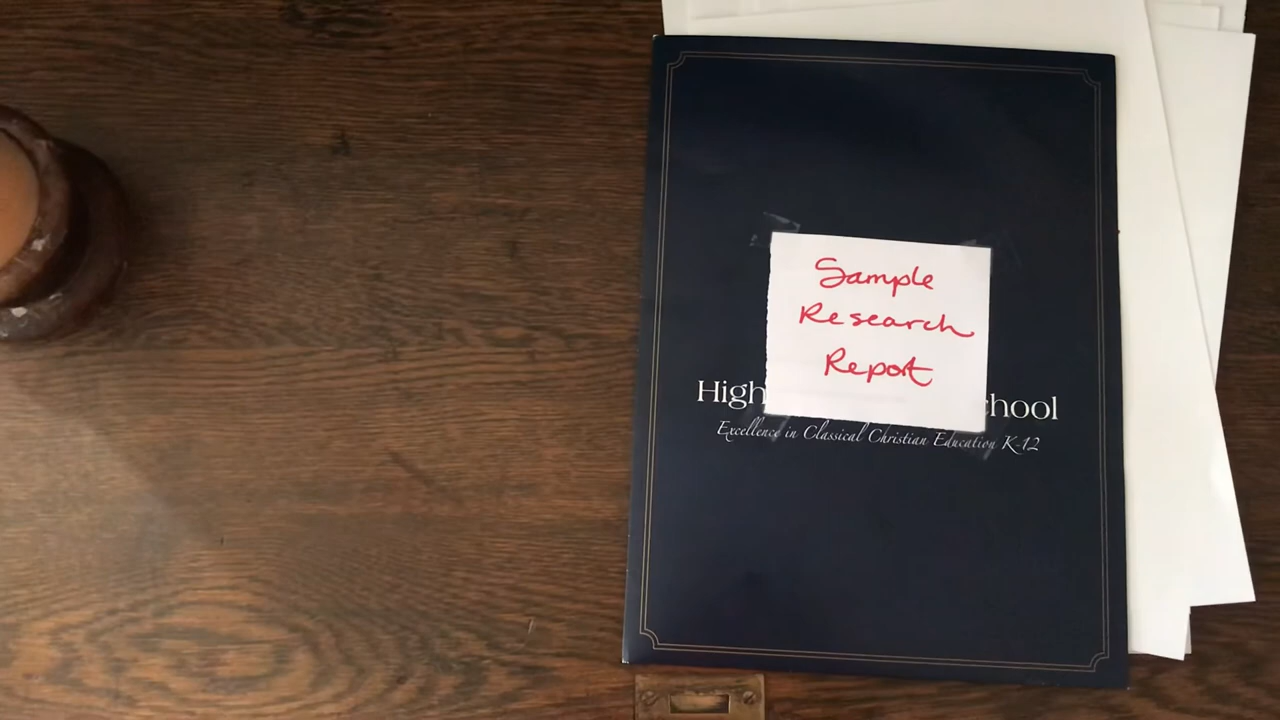 Sample
Research
Report
High chool
Excellence in Classical Christian Education K-12